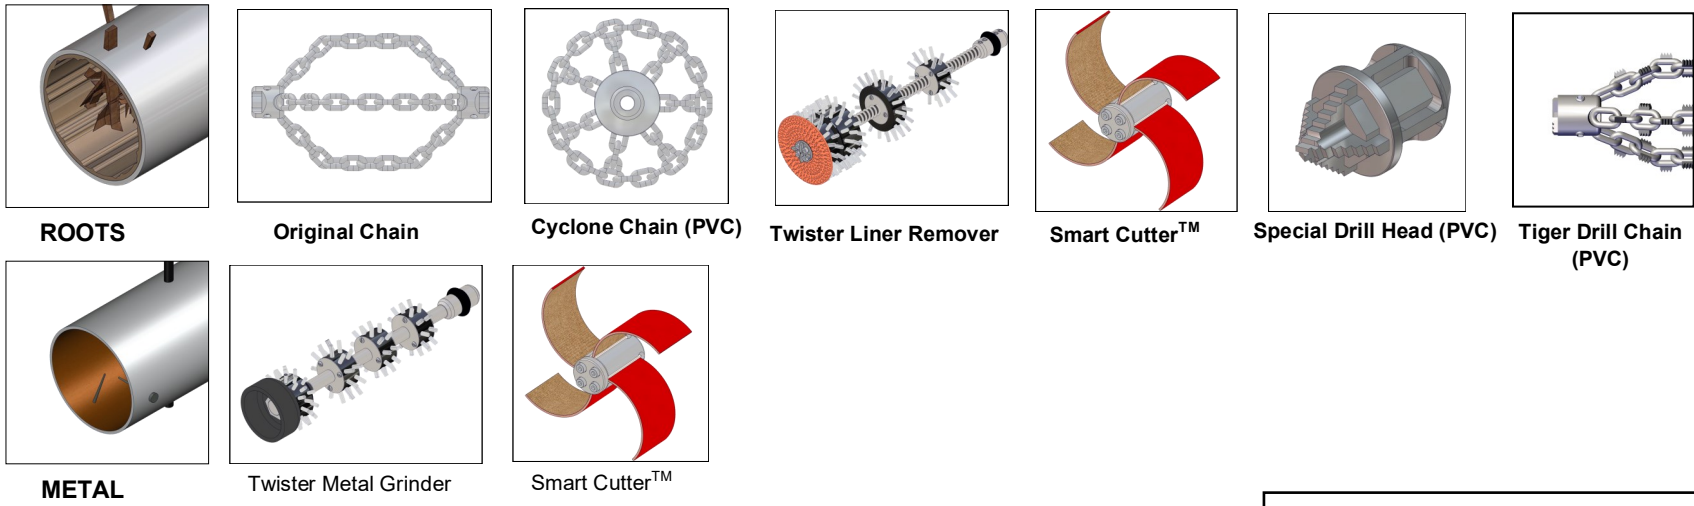 ROOTS
Original Chain
Cyclone Chain (PVC)
Twister Liner Remover
Smart Cutter™
Special Drill Head (PVC)
Tiger Drill Chain
(PVC)
METAL
Twister Metal Grinder
Smart Cutter™